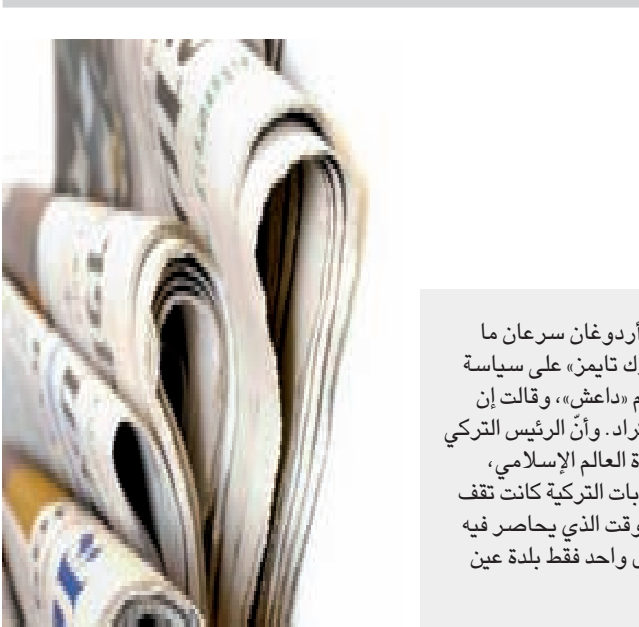 أردوغان سرعان ما
ك تايمز» على سياسة
م «داعش»، وقالت إن
راد. وأنّ الرئيس التركي
ة العالم الإسلامي،
بات التركية كانت تقف
وقت الذي يحاصر فيه
واحد فقط بلدة عين